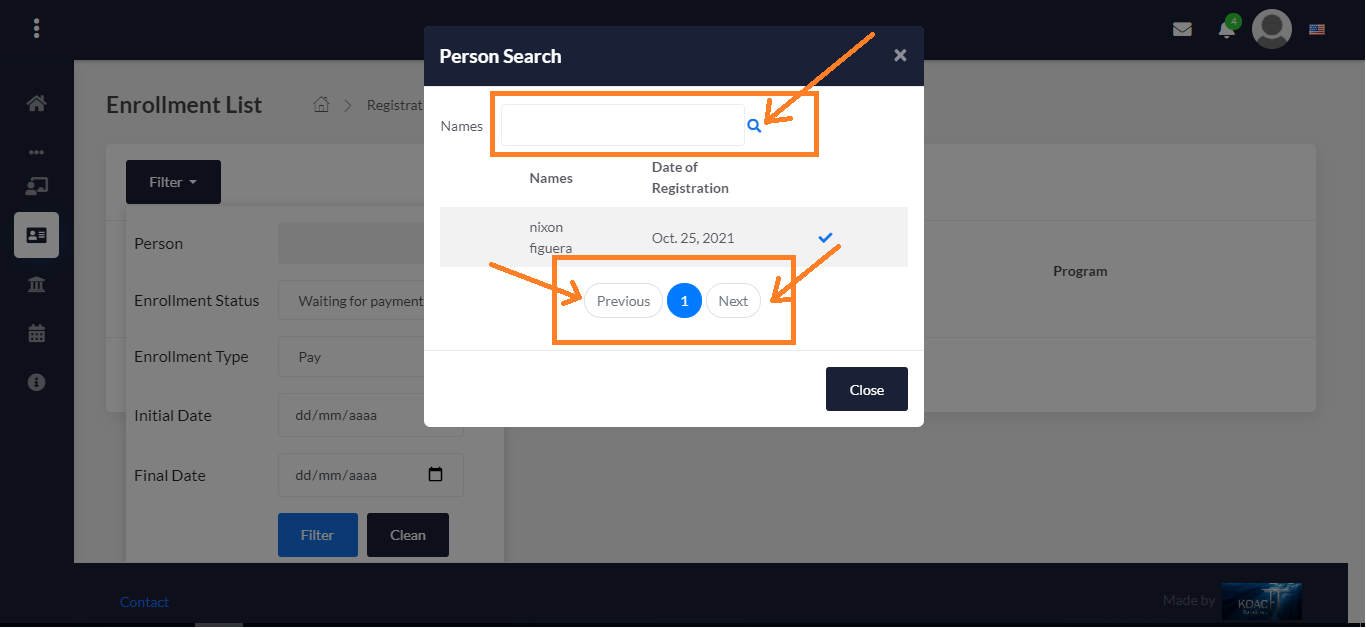 4
Person Search
Enrollment List
Registrat
Names
Filter
Names
Date of
Registration
nixon
figuera
Oct. 25, 2021
Person
Program
Enrollment Status
Waiting for payment
Previous
1
Next
Enrollment Type
Pay
Close
Initial Date
dd/mm/aaaa
Final Date
dd/mm/aaaa
Filter
Clean
Contact
Made by
KOAC